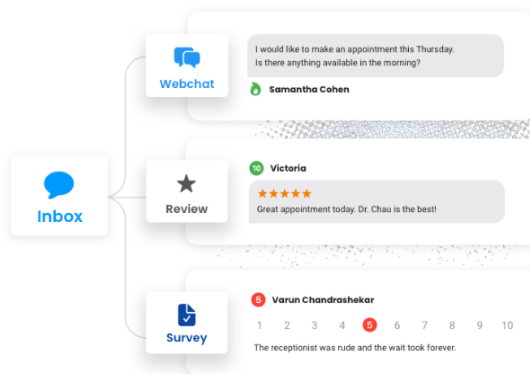 Inbox
Webchat
I would like to make an appointment this Thursday.
Is there anything available in the morning?
Samantha Cohen
Review
10 Victoria
Great appointment today. Dr. Chau is the best!
Survey
5 Varun Chandrashekar
1 2 3 4 5 6 7 8 9 10
The receptionist was rude and the wait took forever.